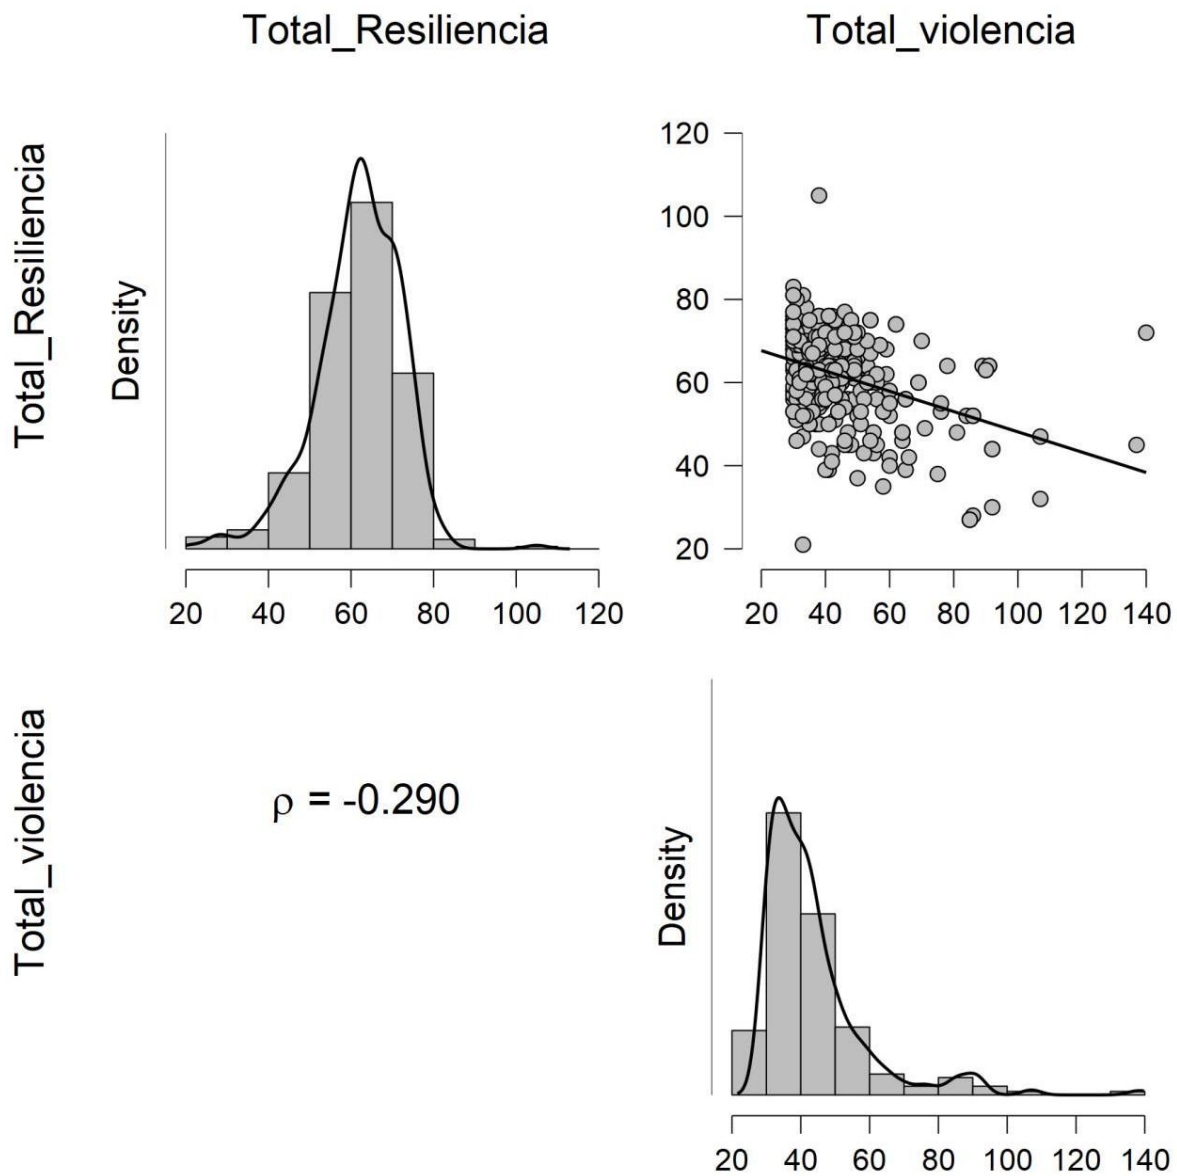 Total_Resiliencia Total_violencia
Total_Resiliencia
Density
20 40 60 80 100 120
120
100
80
60
40
20
20 40 60 80 100 120 140
Total_violencia
ρ = -0.290
Density
20 40 60 80 100 120 140